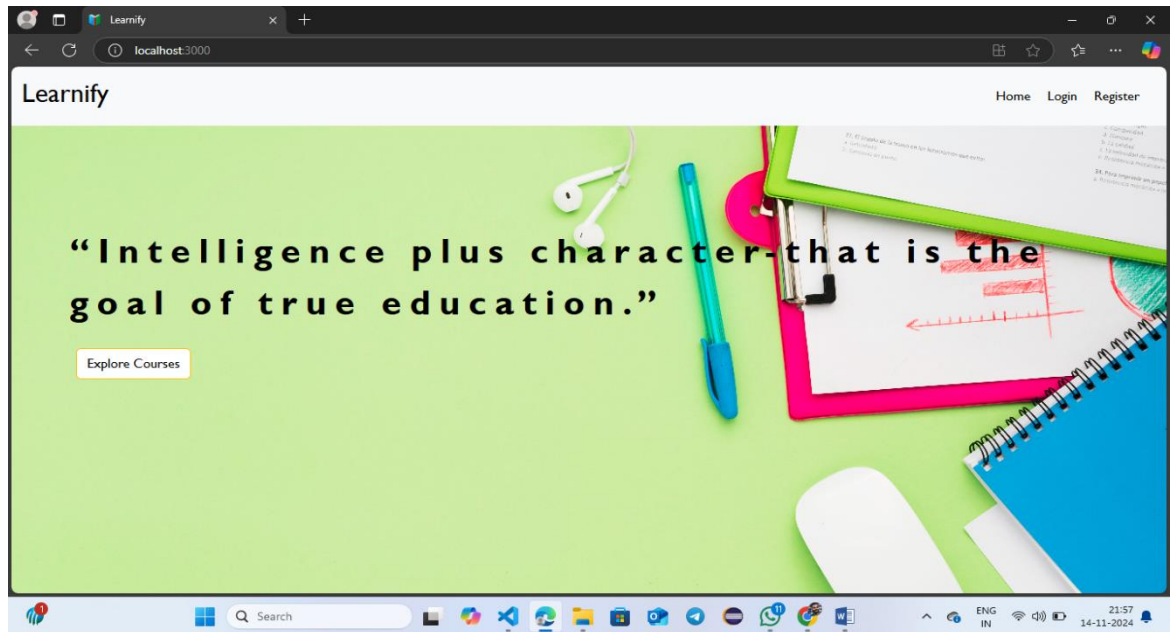 Learnify
localhost:3000
Learnify
Home Login Register
“Intelligence plus character-that is the
goal of true education.”
Explore Courses
Search
ENG
IN
21:57
14-11-2024